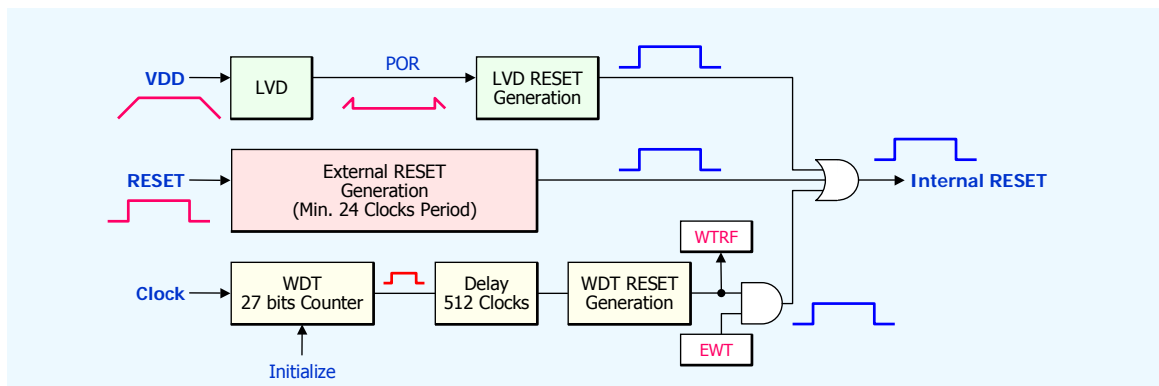 VDD
LVD
POR
LVD RESET
Generation
RESET
External RESET
Generation
(Min. 24 Clocks Period)
Internal RESET
WTRF
Clock
WDT
27 bits Counter
Delay
512 Clocks
WDT RESET
Generation
EWT
Initialize